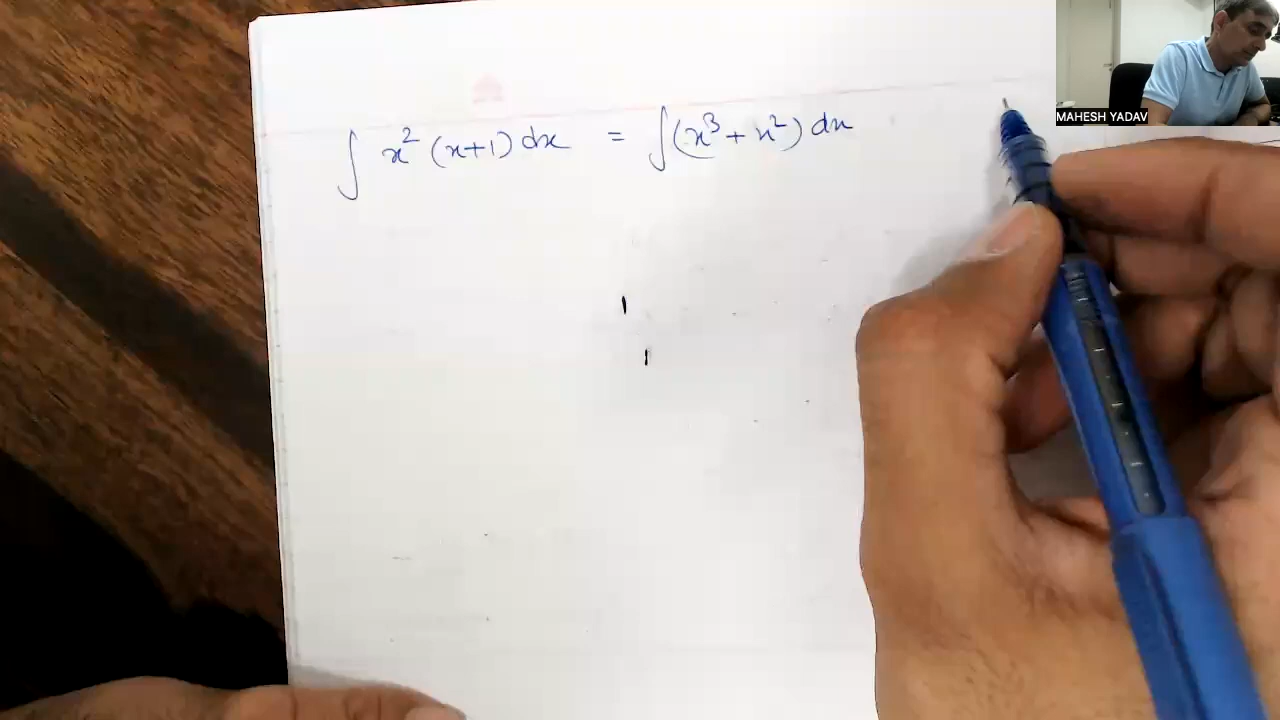 ∫ x² (x+1) dx = ∫(x³ + x²) dx
MAHESH YADAV